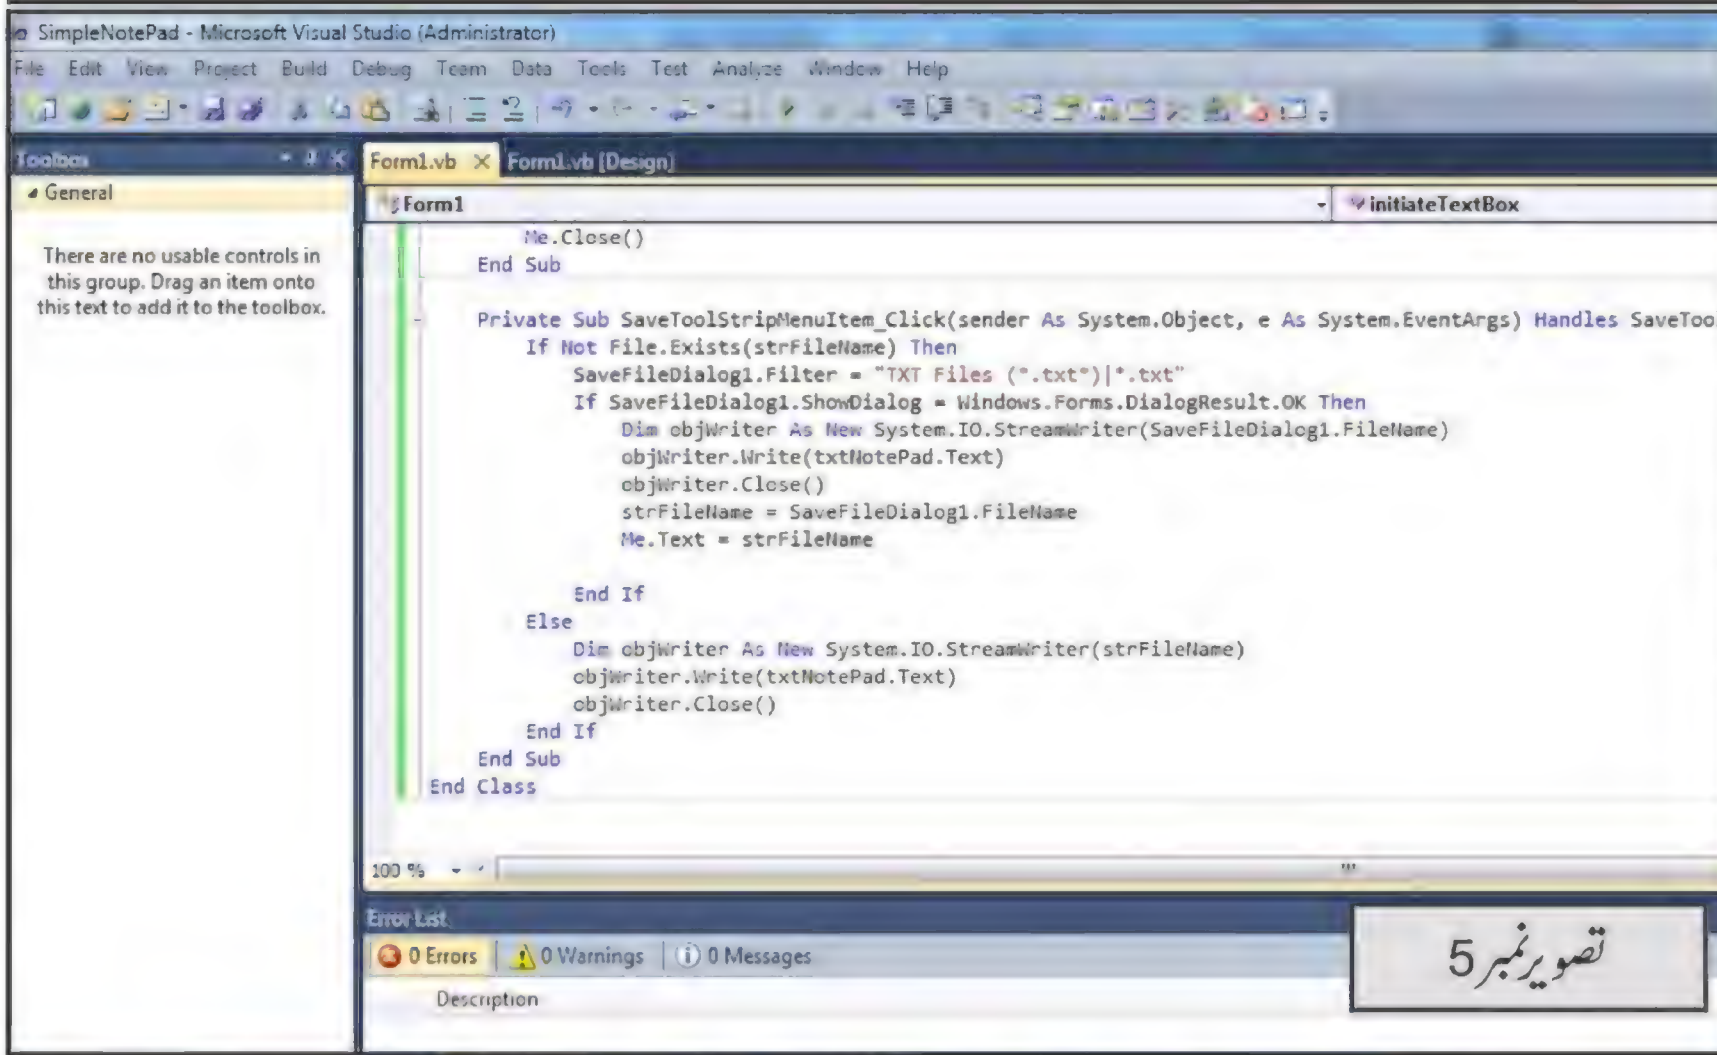 SimpleNotePad - Microsoft Visual Studio (Administrator)
File Edit View Project Build Debug Team Data Tools Test Analyze Window Help
Toolbox
General
There are no usable controls in
this group. Drag an item onto
this text to add it to the toolbox.
Form1.vb Form1.vb [Design]
Form1 initiateTextBox
Me.Close()
End Sub
Private Sub SaveToolStripMenuItem_Click(sender As System.Object, e As System.EventArgs) Handles SaveToo
If Not File.Exists(strFileName) Then
SaveFileDialog1.Filter = "TXT Files (*.txt*)|*.txt"
If SaveFileDialog1.ShowDialog = Windows.Forms.DialogResult.OK Then
Dim objWriter As New System.IO.StreamWriter(SaveFileDialog1.FileName)
objWriter.Write(txtNotePad.Text)
objWriter.Close()
strFileName = SaveFileDialog1.FileName
Me.Text = strFileName
End If
Else
Dim objWriter As New System.IO.StreamWriter(strFileName)
objWriter.Write(txtNotePad.Text)
objWriter.Close()
End If
End Sub
End Class
100 %
Error List
0 Errors 0 Warnings 0 Messages
Description
تصویر نمبر 5